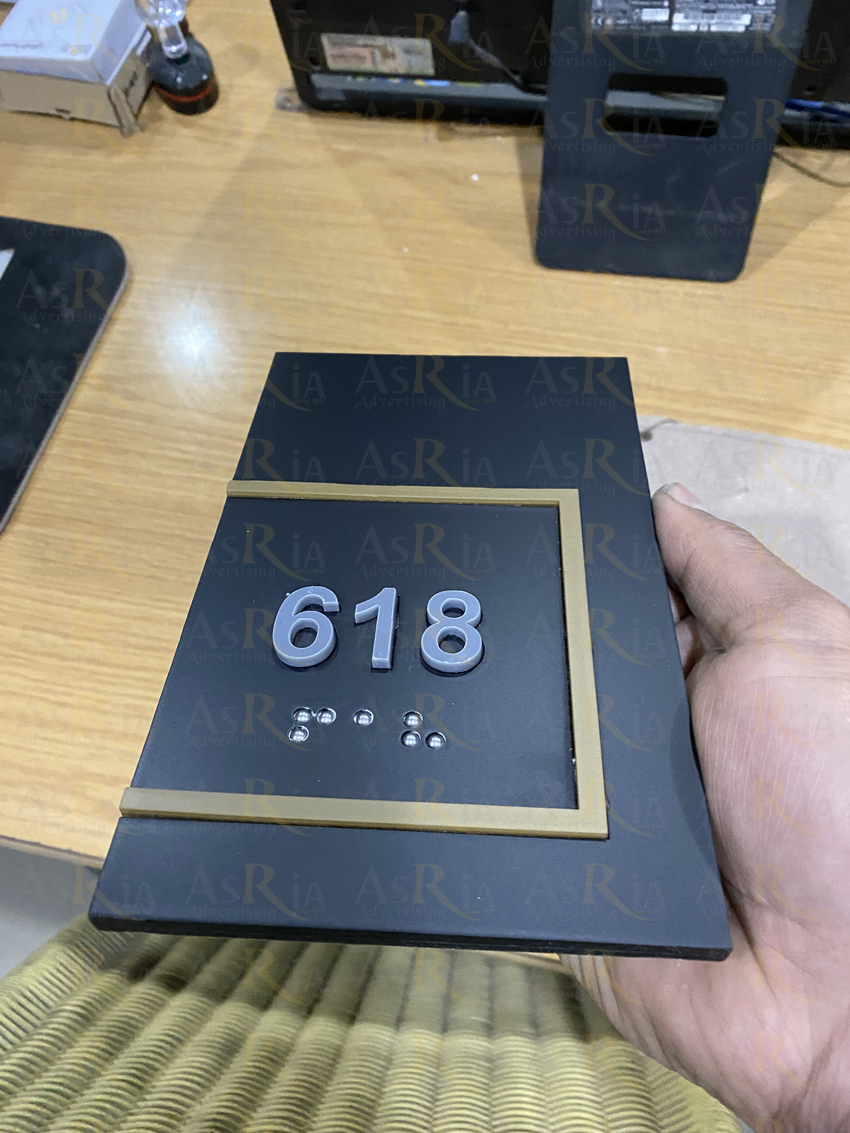 618
⠋⠁⠓
AsRiA
Advertising